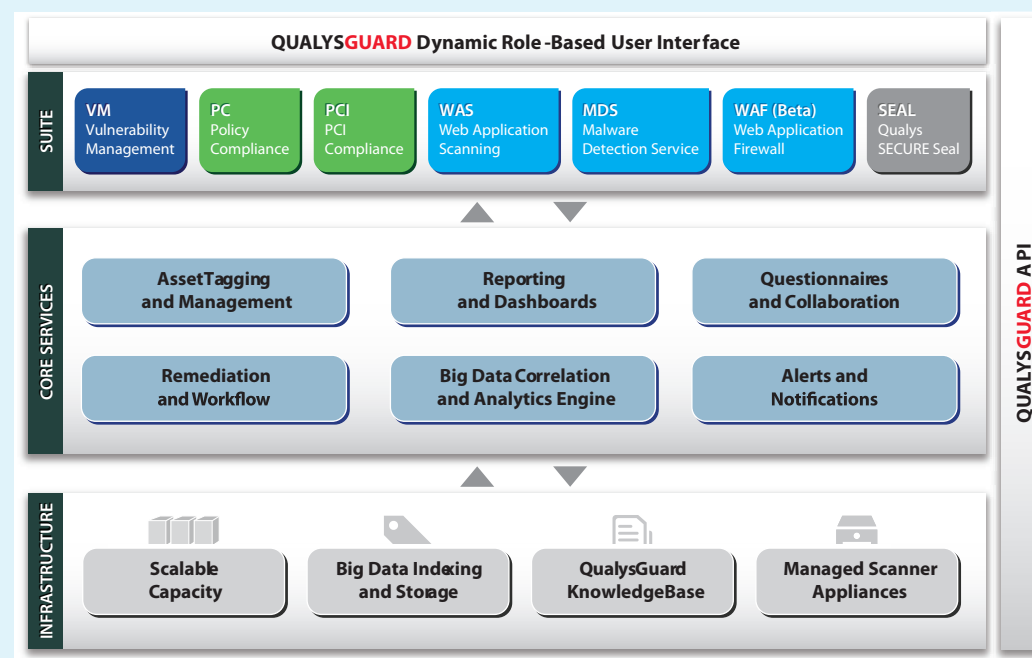 QUALYSGUARD Dynamic Role-Based User Interface
SUITE
VM
Vulnerability
Management
PC
Policy
Compliance
PCI
PCI
Compliance
WAS
Web Application
Scanning
MDS
Malware
Detection Service
WAF (Beta)
Web Application
Firewall
SEAL
Qualys
SECURE Seal
CORE SERVICES
AssetTagging
and Management
Reporting
and Dashboards
Questionnaires
and Collaboration
Remediation
and Workflow
Big Data Correlation
and Analytics Engine
Alerts and
Notifications
INFRASTRUCTURE
Scalable
Capacity
Big Data Indexing
and Storage
QualysGuard
KnowledgeBase
Managed Scanner
Appliances
QUALYSGUARD API